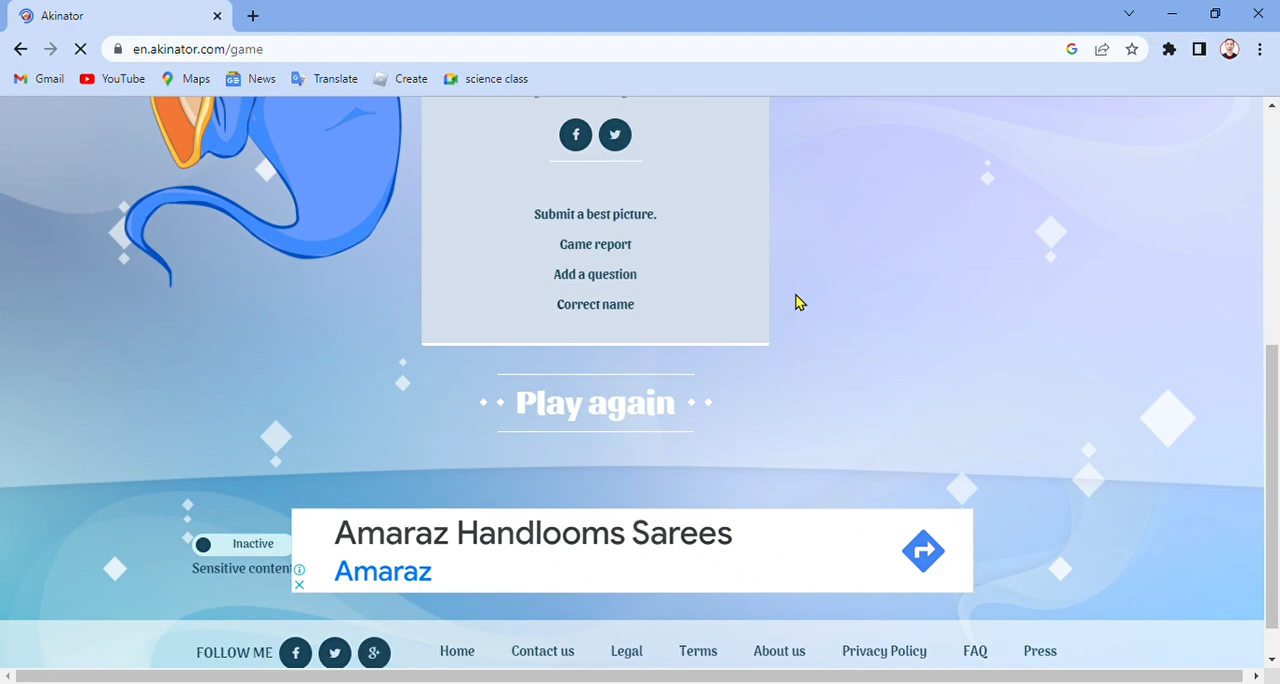 Akinator
en.akinator.com/game
Gmail YouTube Maps News Translate Create science class
Submit a best picture.
Game report
Add a question
Correct name
Play again
Inactive
Sensitive content
Amaraz Handlooms Sarees
Amaraz
FOLLOW ME Home Contact us Legal Terms About us Privacy Policy FAQ Press